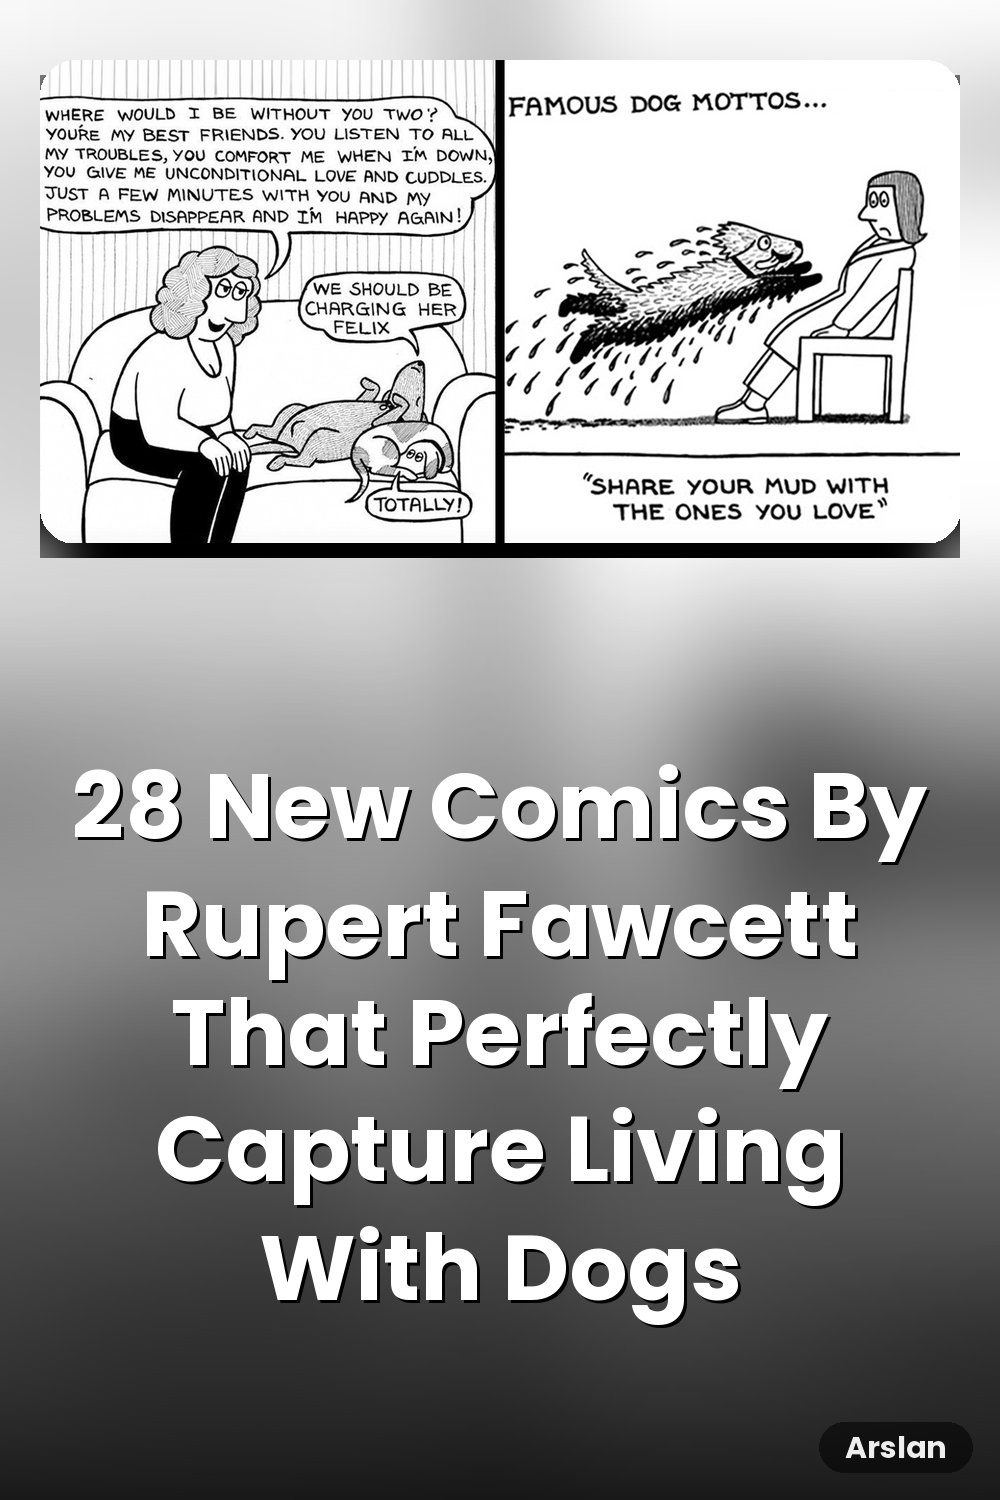 WHERE WOULD I BE WITHOUT YOU TWO?
YOU'RE MY BEST FRIENDS. YOU LISTEN TO ALL
MY TROUBLES, YOU COMFORT ME WHEN I'M DOWN,
YOU GIVE ME UNCONDITIONAL LOVE AND CUDDLES.
JUST A FEW MINUTES WITH YOU AND MY
PROBLEMS DISAPPEAR AND I'M HAPPY AGAIN!
WE SHOULD BE
CHARGING HER
FELIX
TOTALLY!
FAMOUS DOG MOTTOS...
"SHARE YOUR MUD WITH
THE ONES YOU LOVE"
28 New Comics By
Rupert Fawcett
That Perfectly
Capture Living
With Dogs
Arslan